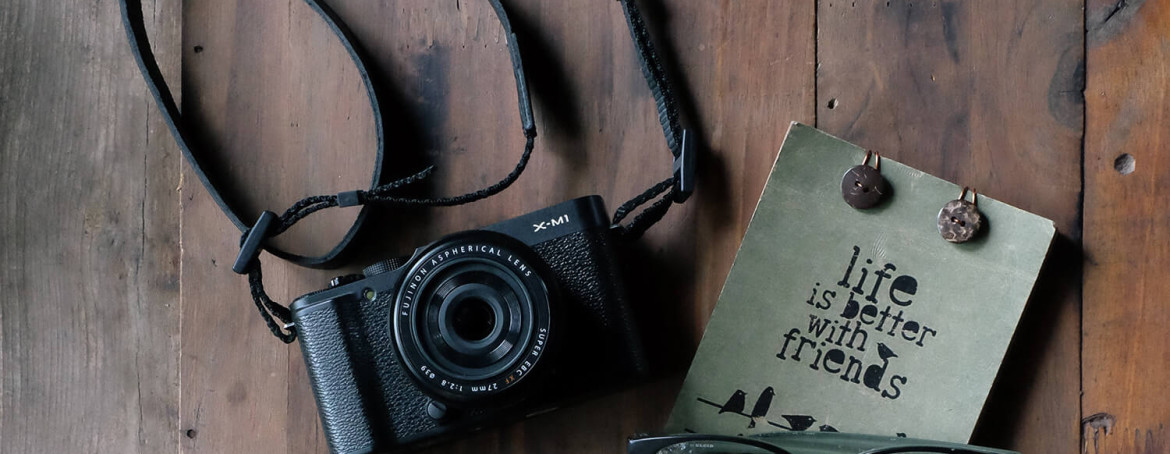 X-M1
FUJINON ASPHERICAL LENS
SUPER EBC XF 27mm 1:2.8 ø39
life
is better
with
friends